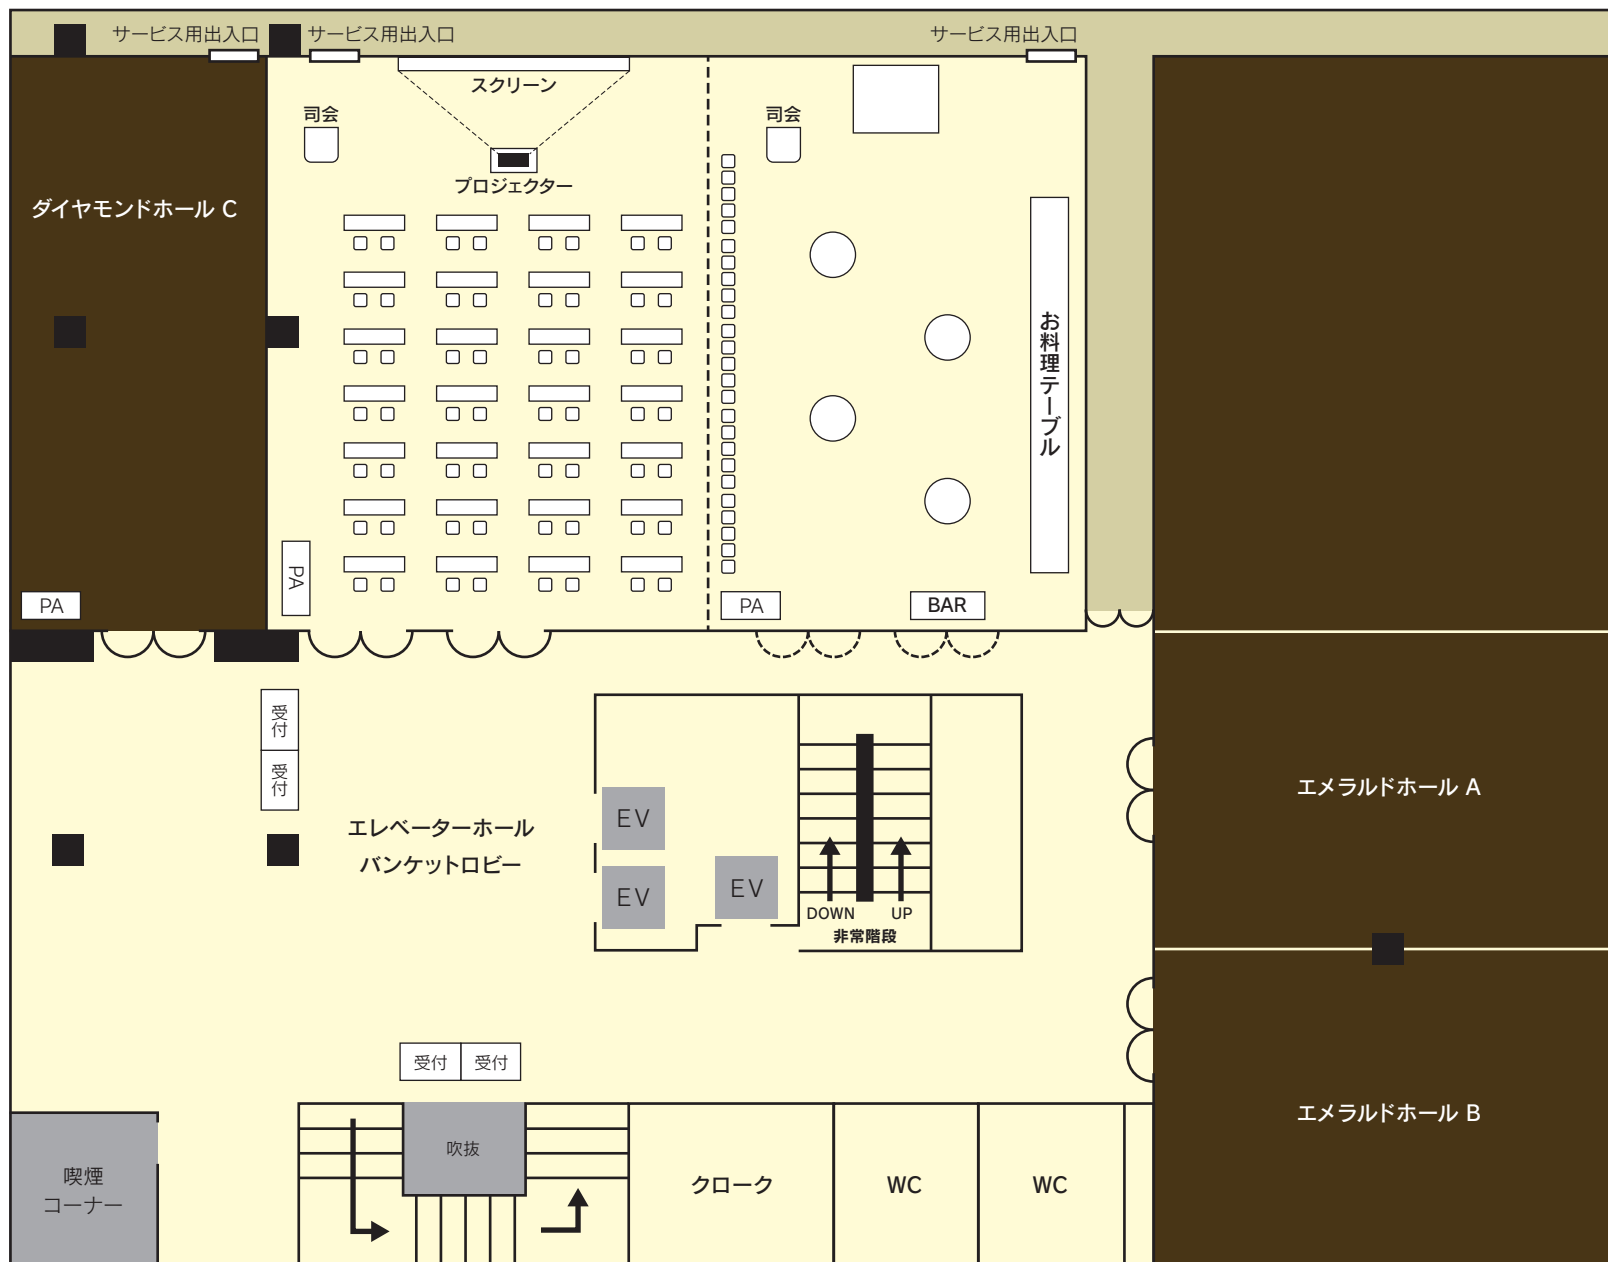 サービス用出入口
サービス用出入口
サービス用出入口
スクリーン
司会
司会
プロジェクター
ダイヤモンドホール C
お料理テーブル
PA
PA
PA
BAR
受付
受付
エレベーターホール
バンケットロビー
EV
EV
EV
DOWN
UP
非常階段
エメラルドホール A
受付
受付
エメラルドホール B
吹抜
喫煙
コーナー
クローク
WC
WC